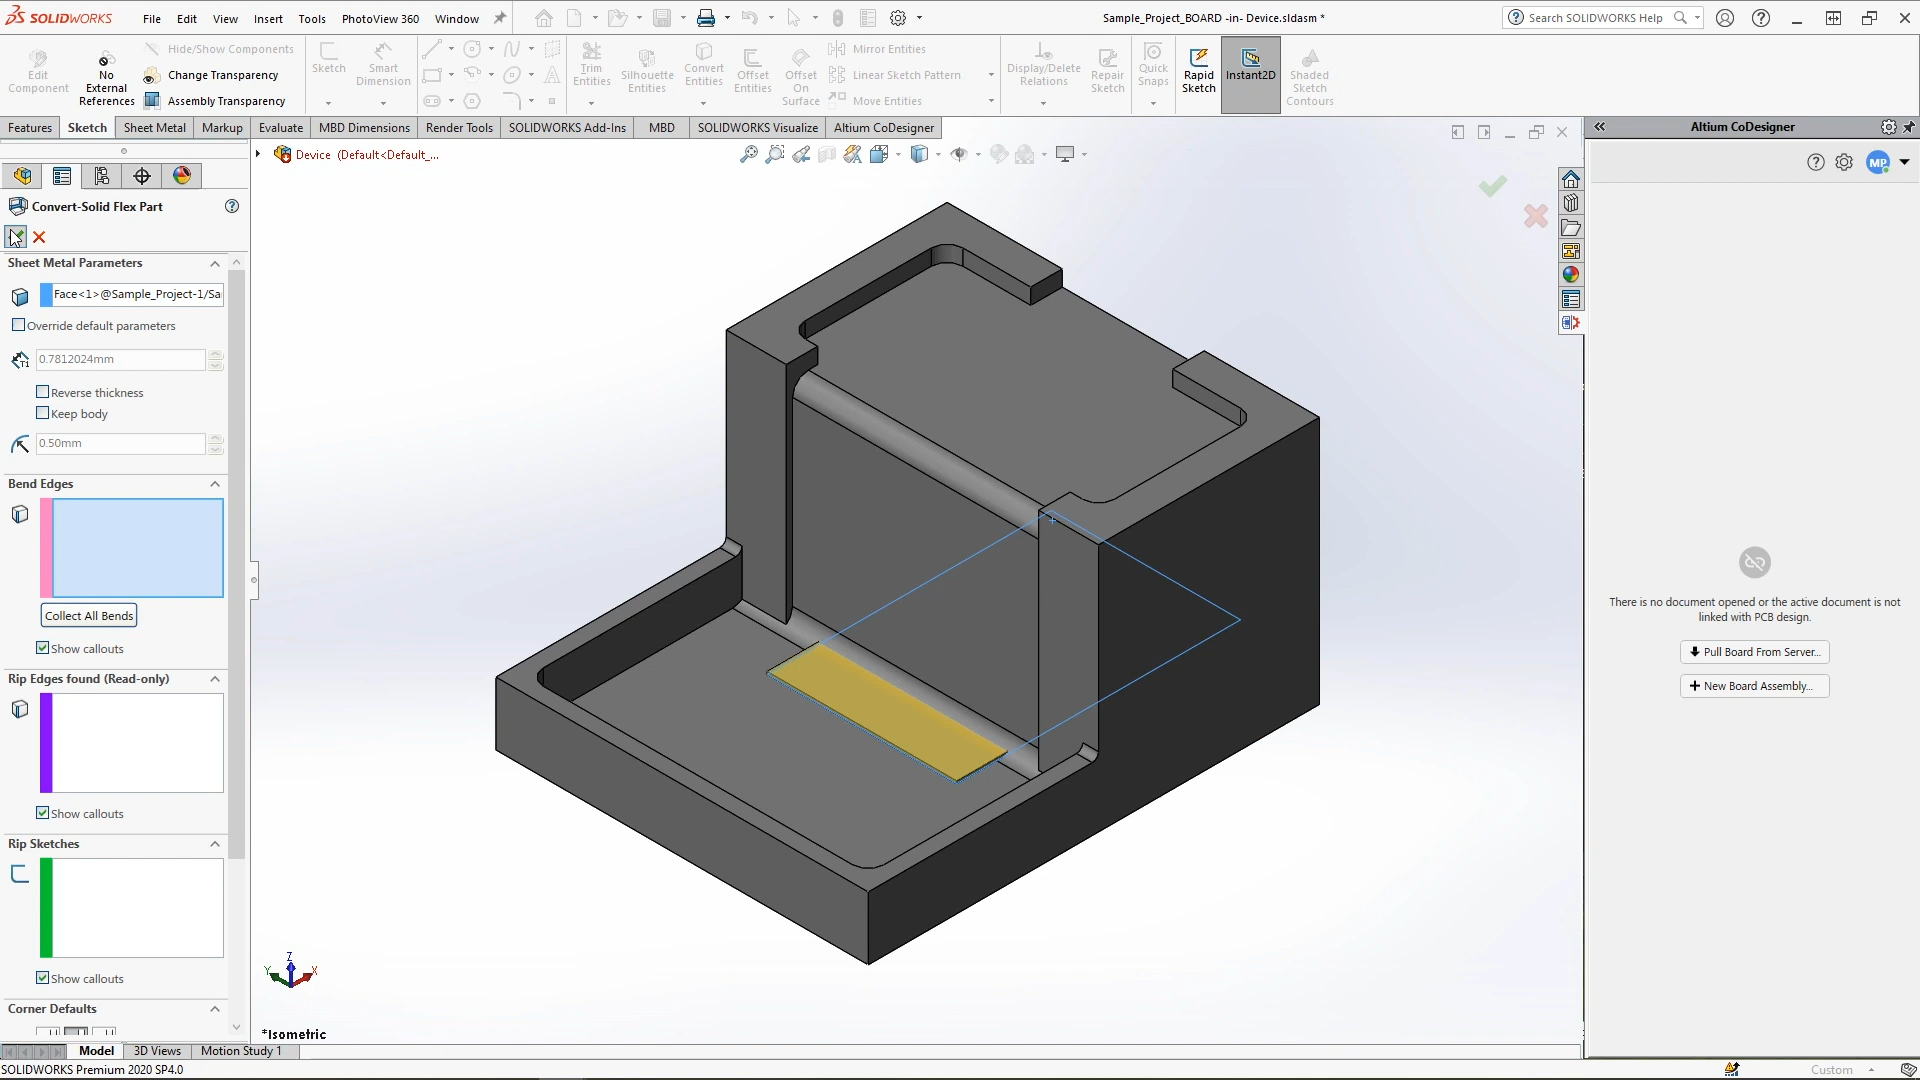 SOLIDWORKS
File
Edit
View
Insert
Tools
PhotoView 360
Window
Sample_Project_BOARD -in- Device.sldasm *
Search SOLIDWORKS Help
Edit
Component
No
External
References
Hide/Show Components
Change Transparency
Assembly Transparency
Sketch
Smart
Dimension
Trim
Entities
Silhouette
Entities
Convert
Entities
Offset
Entities
Offset
On
Surface
Mirror Entities
Linear Sketch Pattern
Move Entities
Display/Delete
Relations
Repair
Sketch
Quick
Snaps
Rapid
Sketch
Instant2D
Shaded
Sketch
Contours
Features
Sketch
Sheet Metal
Markup
Evaluate
MBD Dimensions
Render Tools
SOLIDWORKS Add-Ins
MBD
SOLIDWORKS Visualize
Altium CoDesigner
Altium CoDesigner
Device (Default<Default_...
MP
Convert-Solid Flex Part
Sheet Metal Parameters
Face<1>@Sample_Project-1/Sa
Override default parameters
0.7812024mm
Reverse thickness
Keep body
0.50mm
Bend Edges
Collect All Bends
Show callouts
Rip Edges found (Read-only)
Show callouts
Rip Sketches
Show callouts
Corner Defaults
There is no document opened or the active document is not
linked with PCB design.
Pull Board From Server...
+ New Board Assembly...
Z
Y
X
*Isometric
Model
3D Views
Motion Study 1
SOLIDWORKS Premium 2020 SP4.0
Custom